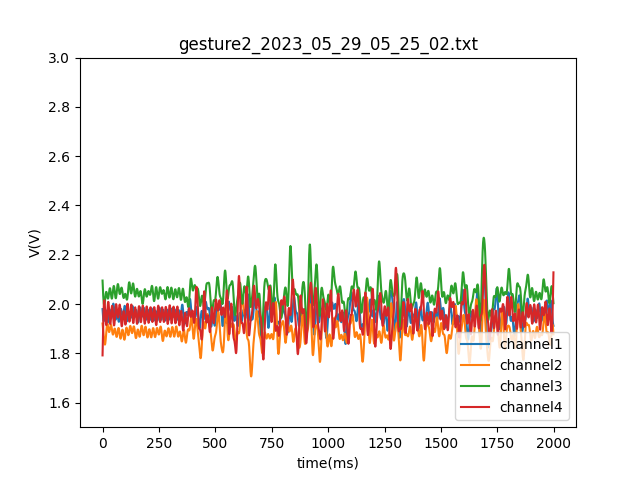 gesture2_2023_05_29_05_25_02.txt
3.0
2.8
2.6
2.4
2.2
2.0
1.8
1.6
V(V)
0 250 500 750 1000 1250 1500 1750 2000
time(ms)
channel1
channel2
channel3
channel4